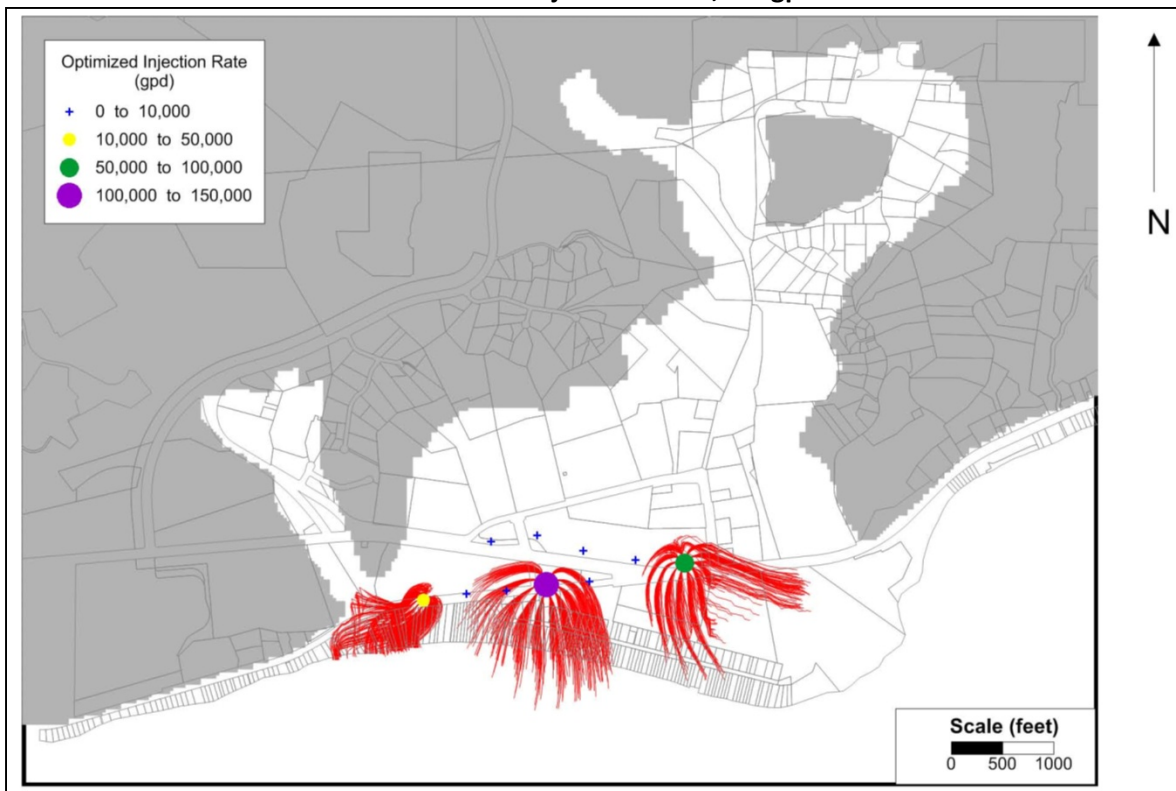 Optimized Injection Rate
(gpd)
0 to 10,000
10,000 to 50,000
50,000 to 100,000
100,000 to 150,000
N
Scale (feet)
0 500 1000